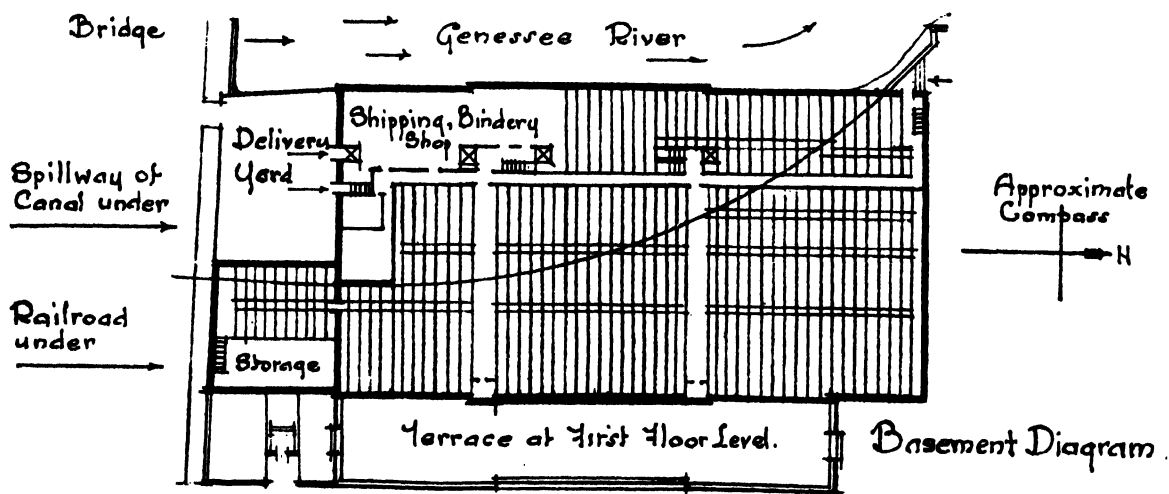 Bridge
Genessee River
Shipping, Bindery
Shop
Delivery
Yard
Spillway of
Canal under
Approximate
Compass
N
Railroad
under
Storage
Terrace at First Floor Level.
Basement Diagram.